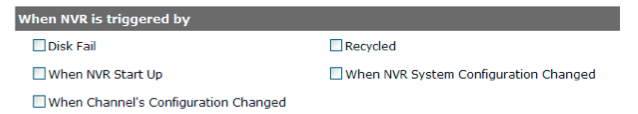 When NVR is triggered by
Disk Fail
Recycled
When NVR Start Up
When NVR System Configuration Changed
When Channel's Configuration Changed